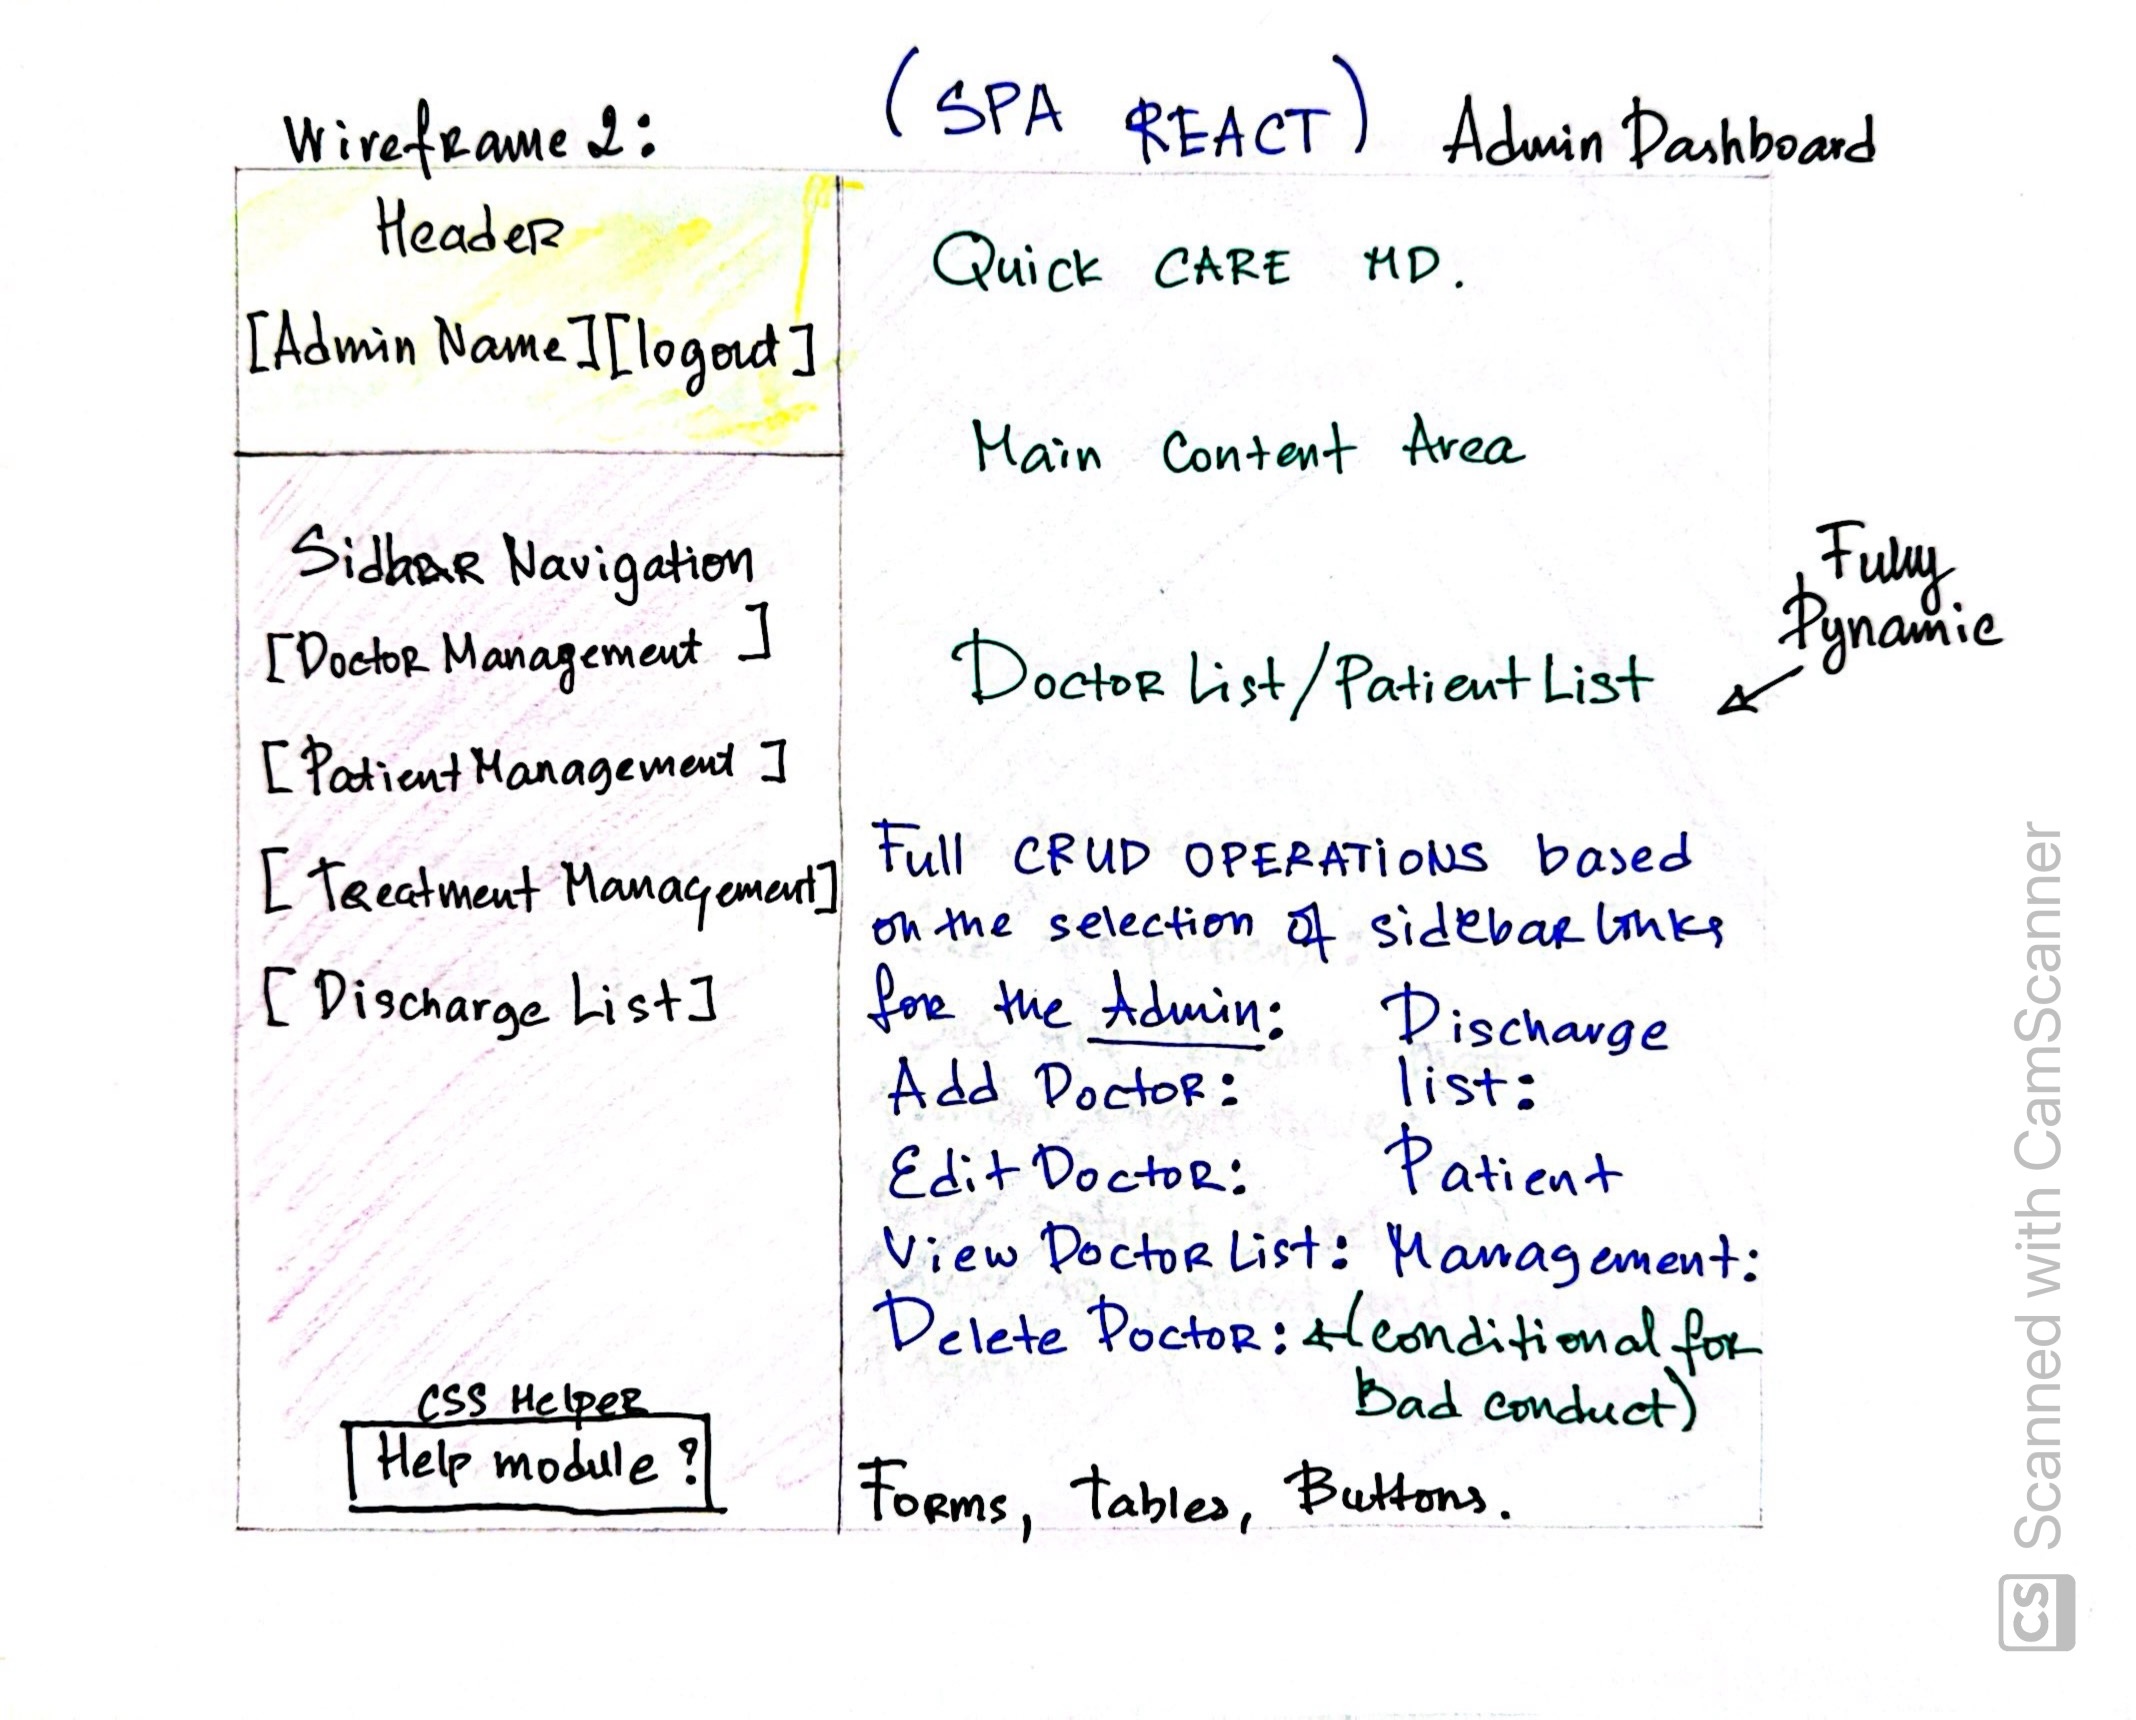 Wireframe 2: (SPA REACT) Admin Dashboard
Header
[Admin Name][logout]
Sidbar Navigation
[Doctor Management]
[Patient Management]
[Treatment Management]
[Discharge List]
CSS Helper
Help module ?
Quick CARE MD.
Main Content Area
Fully
Dynamic
Doctor List/Patient List
Full CRUD OPERATIONS based
on the selection of sidebar links
for the Admin:
Add Doctor:
Edit Doctor:
View Doctor List:
Delete Doctor: (conditional for
Bad conduct)
Discharge
list:
Patient
Management:
Forms, Tables, Buttons.
CS Scanned with CamScanner